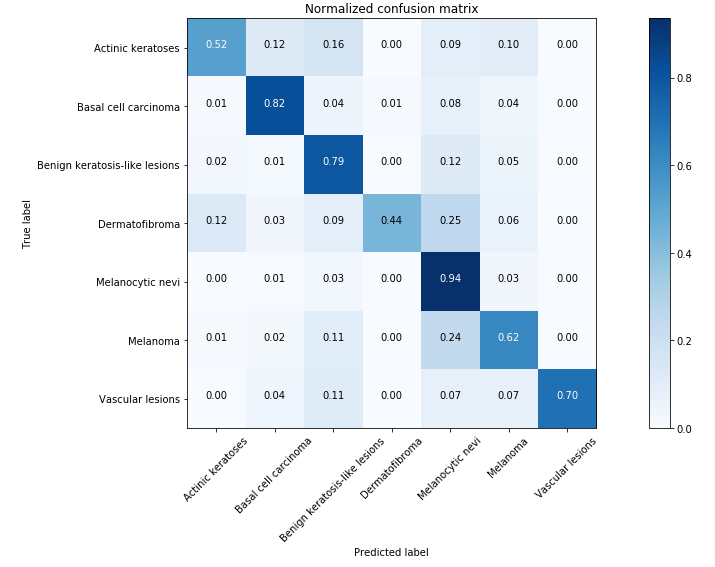 Normalized confusion matrix
True label
Actinic keratoses 0.52 0.12 0.16 0.00 0.09 0.10 0.00
Basal cell carcinoma 0.01 0.82 0.04 0.01 0.08 0.04 0.00
Benign keratosis-like lesions 0.02 0.01 0.79 0.00 0.12 0.05 0.00
Dermatofibroma 0.12 0.03 0.09 0.44 0.25 0.06 0.00
Melanocytic nevi 0.00 0.01 0.03 0.00 0.94 0.03 0.00
Melanoma 0.01 0.02 0.11 0.00 0.24 0.62 0.00
Vascular lesions 0.00 0.04 0.11 0.00 0.07 0.07 0.70
Actinic keratoses
Basal cell carcinoma
Benign keratosis-like lesions
Dermatofibroma
Melanocytic nevi
Melanoma
Vascular lesions
Predicted label
0.8
0.6
0.4
0.2
0.0